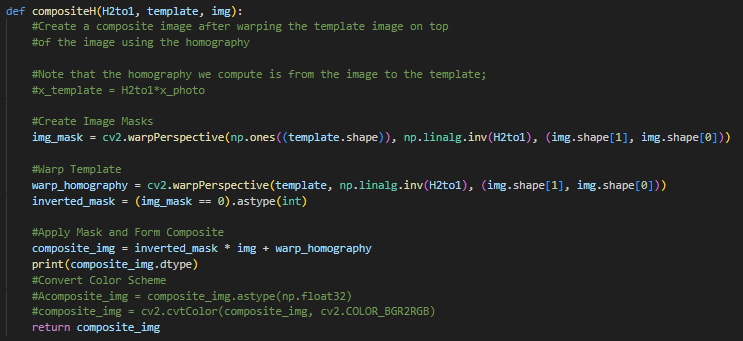 def compositeH(H2to1, template, img):
    #Create a composite image after warping the template image on top
    #of the image using the homography
    #Note that the homography we compute is from the image to the template;
    #x_template = H2to1*x_photo
    #Create Image Masks
    img_mask = cv2.warpPerspective(np.ones((template.shape)), np.linalg.inv(H2to1), (img.shape[1], img.shape[0]))
    #Warp Template
    warp_homography = cv2.warpPerspective(template, np.linalg.inv(H2to1), (img.shape[1], img.shape[0]))
    inverted_mask = (img_mask == 0).astype(int)
    #Apply Mask and Form Composite
    composite_img = inverted_mask * img + warp_homography
    print(composite_img.dtype)
    #Convert Color Scheme
    #Acomposite_img = composite_img.astype(np.float32)
    #composite_img = cv2.cvtColor(composite_img, cv2.COLOR_BGR2RGB)
    return composite_img